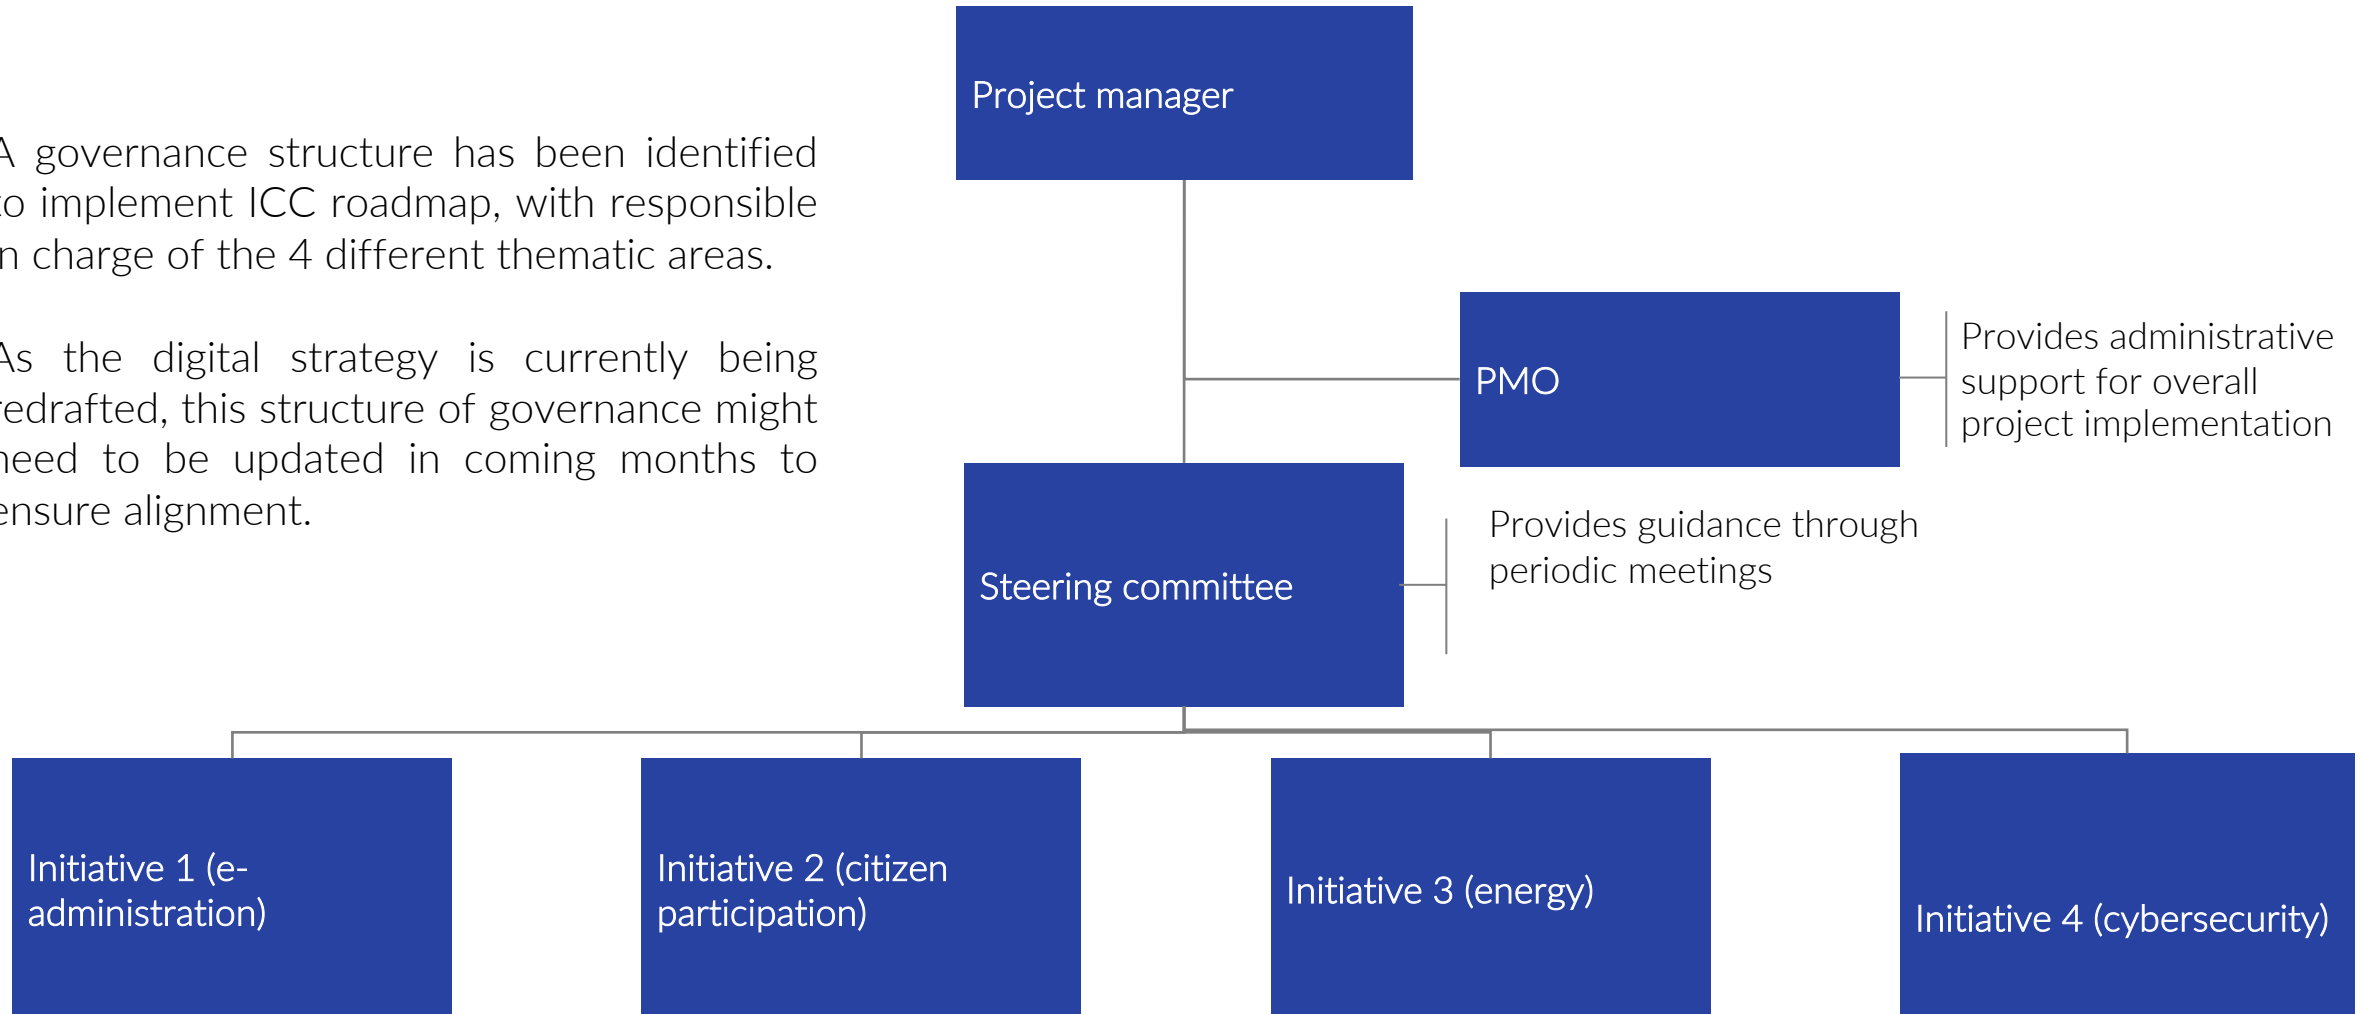 Project manager
A governance structure has been identified
to implement ICC roadmap, with responsible
in charge of the 4 different thematic areas.
As the digital strategy is currently being
redrafted, this structure of governance might
need to be updated in coming months to
ensure alignment.
PMO
Provides administrative
support for overall
project implementation
Steering committee
Provides guidance through
periodic meetings
Initiative 1 (e-
administration)
Initiative 2 (citizen
participation)
Initiative 3 (energy)
Initiative 4 (cybersecurity)